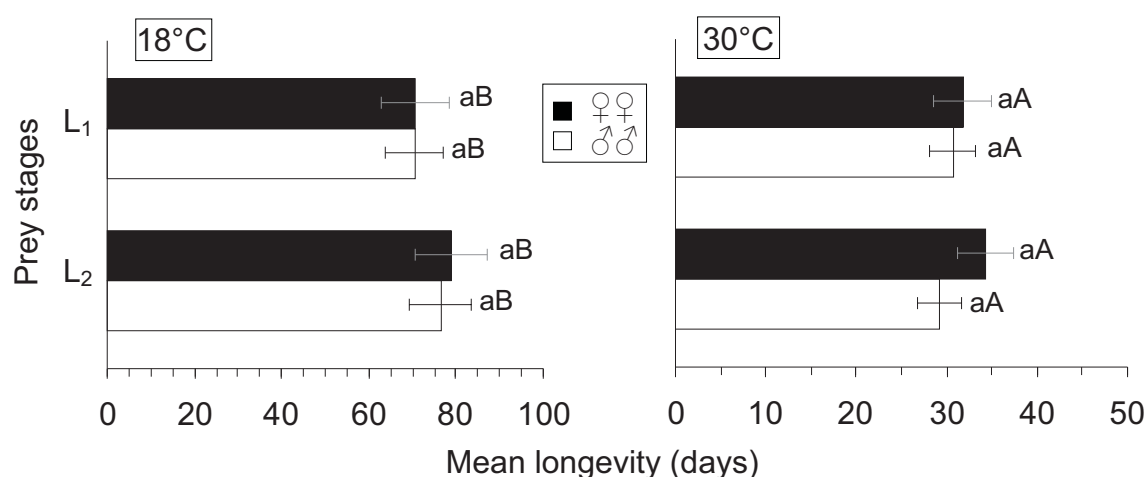 18°C
30°C
Prey stages
L₁
aB
aB
♀♀
♂♂
aA
aA
L₂
aB
aB
aA
aA
0 20 40 60 80 100
0 10 20 30 40 50
Mean longevity (days)